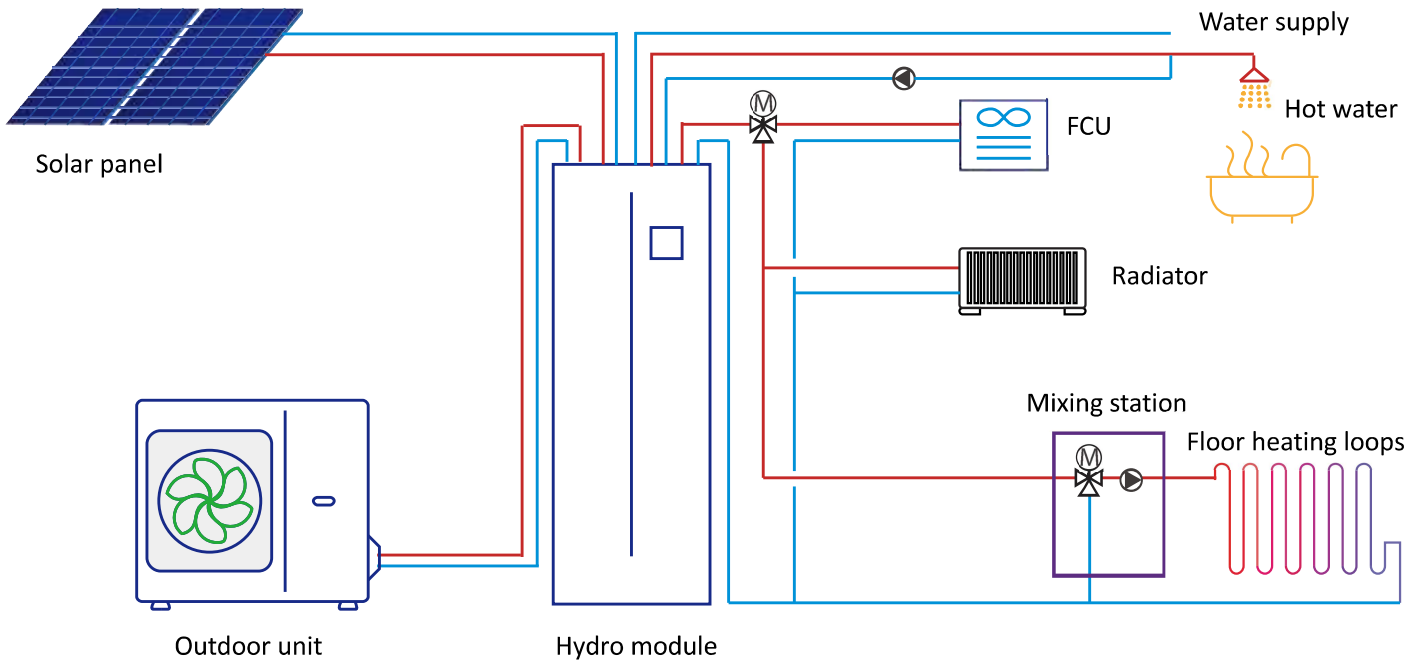 Water supply
M
Hot water
FCU
Solar panel
Radiator
Mixing station
Floor heating loops
M
Outdoor unit
Hydro module